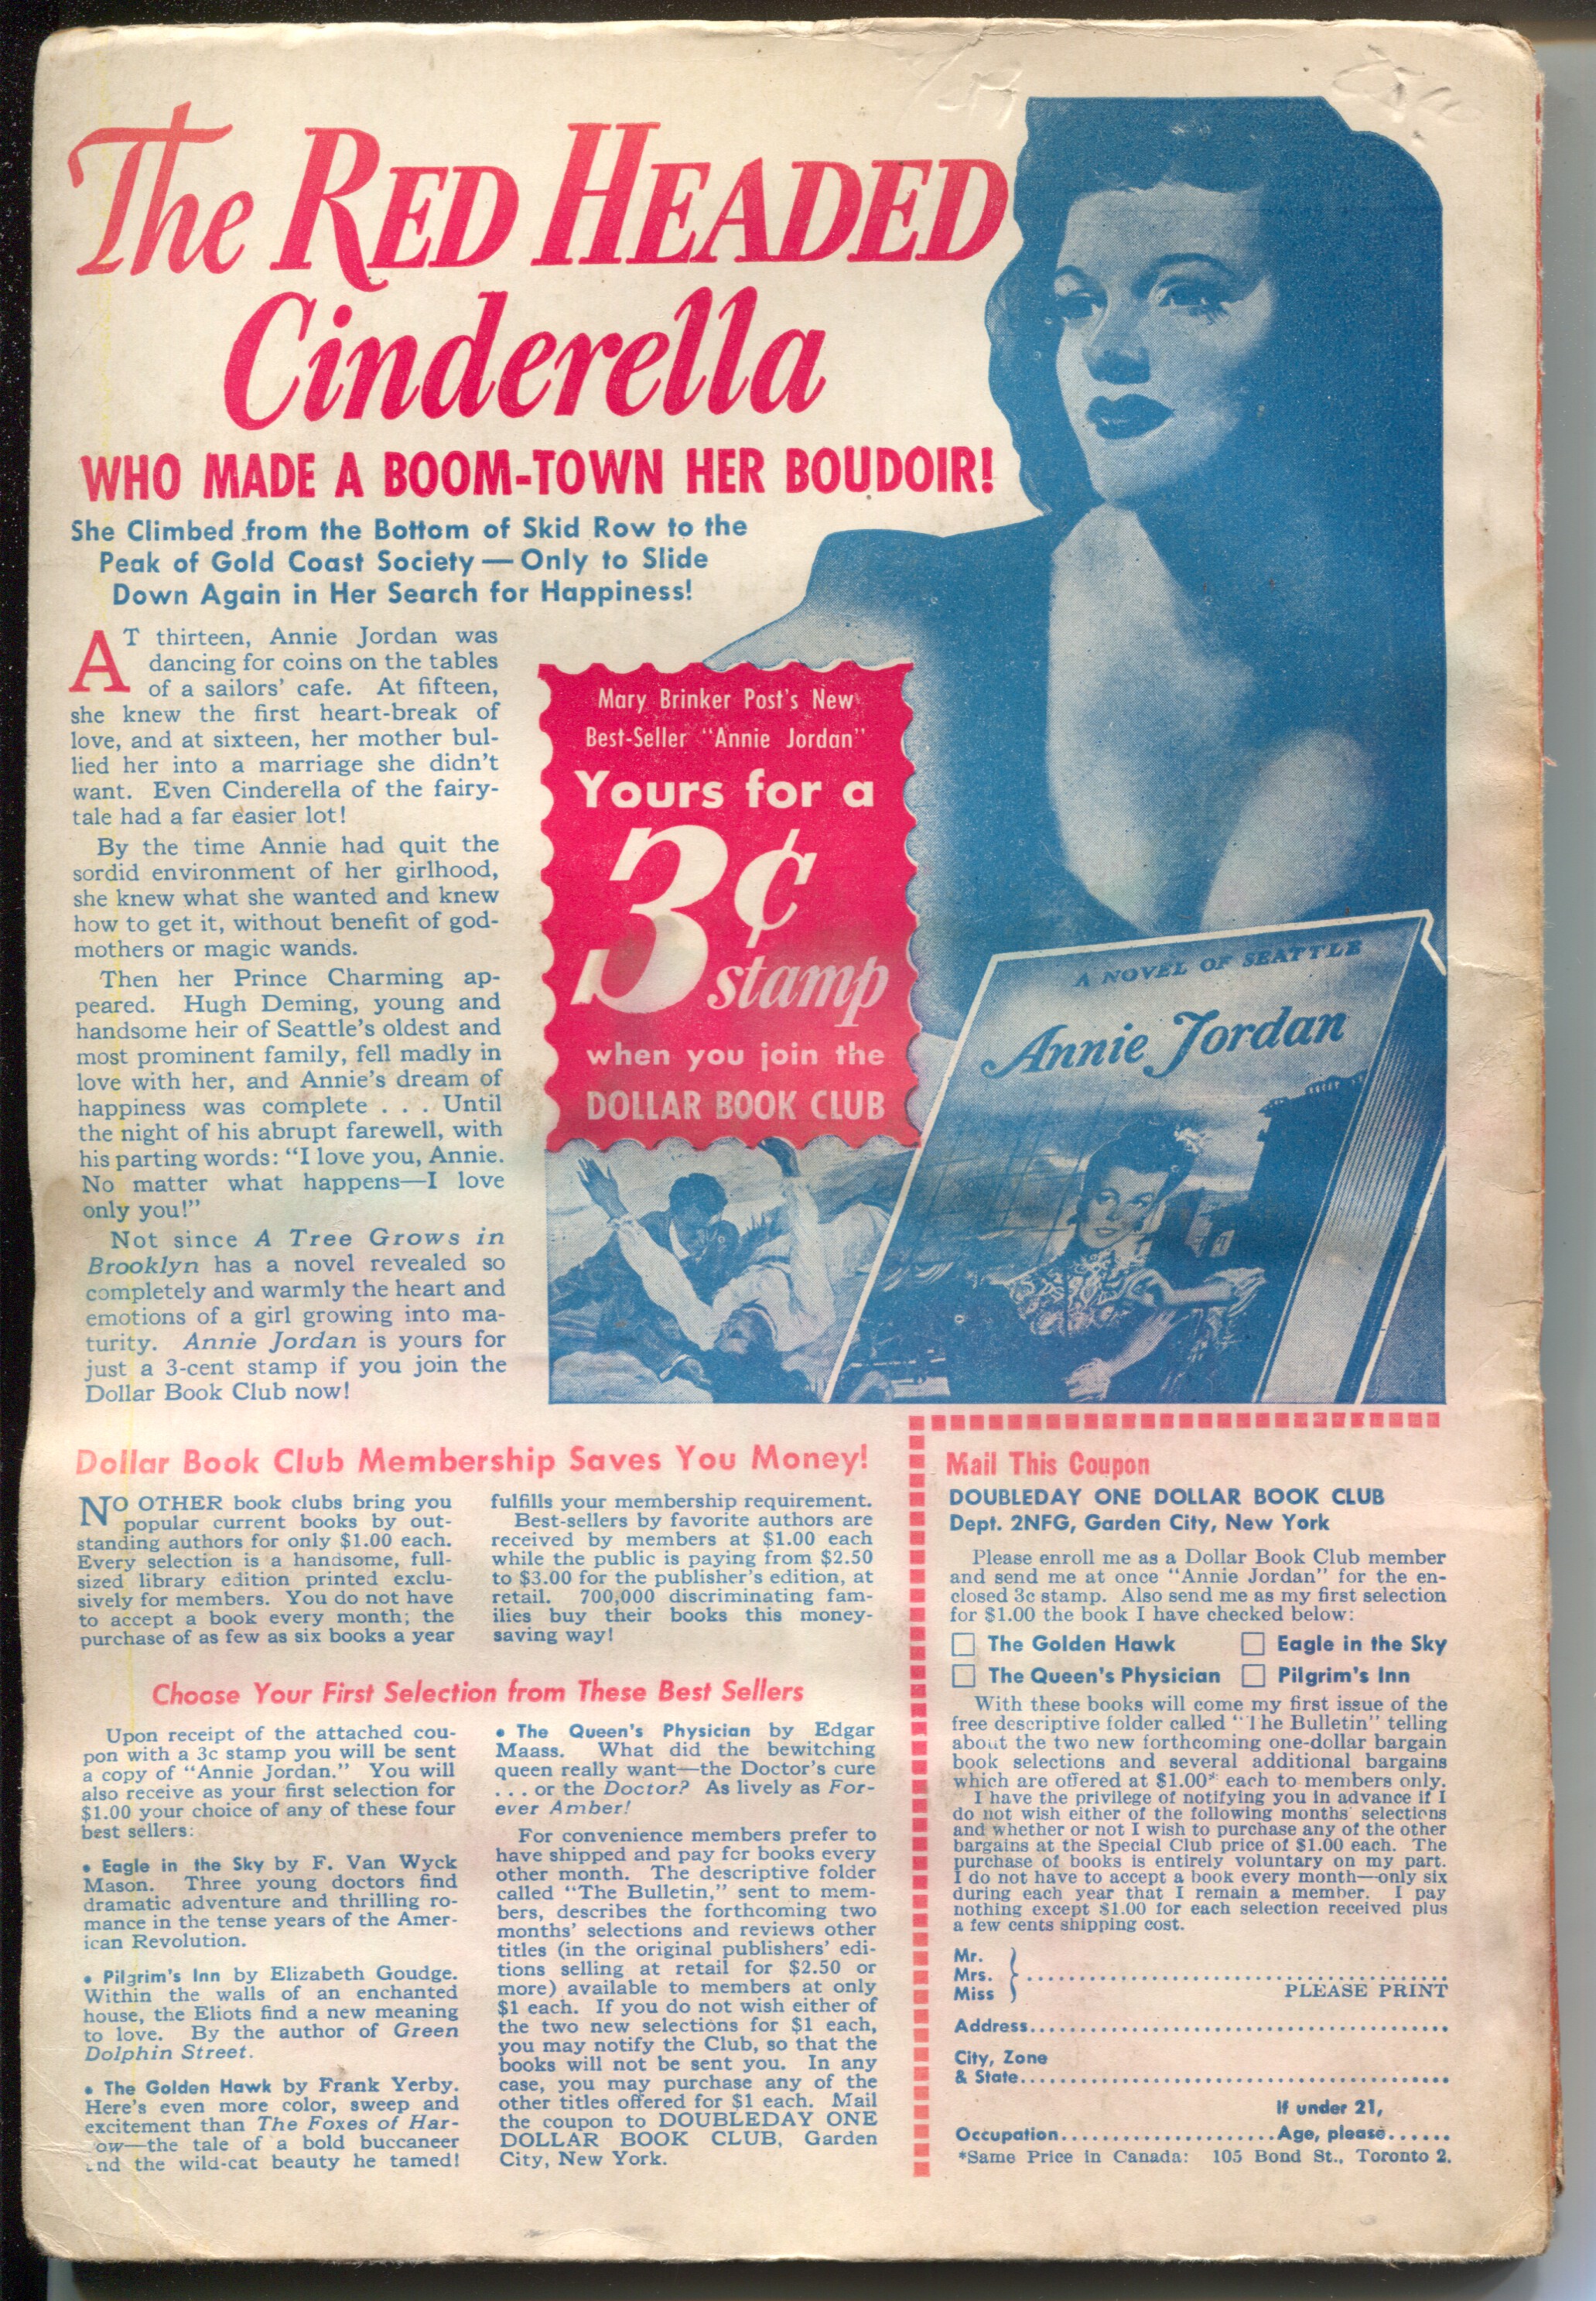 The RED HEADED
Cinderella
WHO MADE A BOOM-TOWN HER BOUDOIR!
She Climbed from the Bottom of Skid Row to the
Peak of Gold Coast Society — Only to Slide
Down Again in Her Search for Happiness!
AT thirteen, Annie Jordan was
dancing for coins on the tables
of a sailors' cafe. At fifteen,
she knew the first heart-break of
love, and at sixteen, her mother bul-
lied her into a marriage she didn't
want. Even Cinderella of the fairy-
tale had a far easier lot!
By the time Annie had quit the
sordid environment of her girlhood,
she knew what she wanted and knew
how to get it, without benefit of god-
mothers or magic wands.
Then her Prince Charming ap-
peared. Hugh Deming, young and
handsome heir of Seattle's oldest and
most prominent family, fell madly in
love with her, and Annie's dream of
happiness was complete . . . Until
the night of his abrupt farewell, with
his parting words: "I love you, Annie.
No matter what happens—I love
only you!"
Not since A Tree Grows in
Brooklyn has a novel revealed so
completely and warmly the heart and
emotions of a girl growing into ma-
turity. Annie Jordan is yours for
just a 3-cent stamp if you join the
Dollar Book Club now!
Mary Brinker Post's New
Best-Seller "Annie Jordan"
Yours for a
3¢
stamp
when you join the
DOLLAR BOOK CLUB
A NOVEL OF SEATTLE
Annie Jordan
Dollar Book Club Membership Saves You Money!
NO OTHER book clubs bring you
popular current books by out-
standing authors for only $1.00 each.
Every selection is a handsome, full-
sized library edition printed exclu-
sively for members. You do not have
to accept a book every month; the
purchase of as few as six books a year
fulfills your membership requirement.
Best-sellers by favorite authors are
received by members at $1.00 each
while the public is paying from $2.50
to $3.00 for the publisher's edition, at
retail. 700,000 discriminating fam-
ilies buy their books this money-
saving way!
Choose Your First Selection from These Best Sellers
Upon receipt of the attached cou-
pon with a 3c stamp you will be sent
a copy of "Annie Jordan." You will
also receive as your first selection for
$1.00 your choice of any of these four
best sellers:
• Eagle in the Sky by F. Van Wyck
Mason. Three young doctors find
dramatic adventure and thrilling ro-
mance in the tense years of the Amer-
ican Revolution.
• Pilgrim's Inn by Elizabeth Goudge.
Within the walls of an enchanted
house, the Eliots find a new meaning
to love. By the author of Green
Dolphin Street.
• The Golden Hawk by Frank Yerby.
Here's even more color, sweep and
excitement than The Foxes of Har-
ow—the tale of a bold buccaneer
and the wild-cat beauty he tamed!
• The Queen's Physician by Edgar
Maass. What did the bewitching
queen really want—the Doctor's cure
. . . or the Doctor? As lively as For-
ever Amber!
For convenience members prefer to
have shipped and pay for books every
other month. The descriptive folder
called "The Bulletin," sent to mem-
bers, describes the forthcoming two
months' selections and reviews other
titles (in the original publishers' edi-
tions selling at retail for $2.50 or
more) available to members at only
$1 each. If you do not wish either of
the two new selections for $1 each,
you may notify the Club, so that the
books will not be sent you. In any
case, you may purchase any of the
other titles offered for $1 each. Mail
the coupon to DOUBLEDAY ONE
DOLLAR BOOK CLUB, Garden
City, New York.
Mail This Coupon
DOUBLEDAY ONE DOLLAR BOOK CLUB
Dept. 2NFG, Garden City, New York
Please enroll me as a Dollar Book Club member
and send me at once "Annie Jordan" for the en-
closed 3c stamp. Also send me as my first selection
for $1.00 the book I have checked below:
☐ The Golden Hawk ☐ Eagle in the Sky
☐ The Queen's Physician ☐ Pilgrim's Inn
With these books will come my first issue of the
free descriptive folder called "The Bulletin" telling
about the two new forthcoming one-dollar bargain
book selections and several additional bargains
which are offered at $1.00* each to members only.
I have the privilege of notifying you in advance if I
do not wish either of the following months' selections
and whether or not I wish to purchase any of the other
bargains at the Special Club price of $1.00 each. The
purchase of books is entirely voluntary on my part.
I do not have to accept a book every month—only six
during each year that I remain a member. I pay
nothing except $1.00 for each selection received plus
a few cents shipping cost.
Mr.
Mrs.
Miss
PLEASE PRINT
Address
City, Zone
& State
If under 21,
Occupation Age, please
*Same Price in Canada: 105 Bond St., Toronto 2.